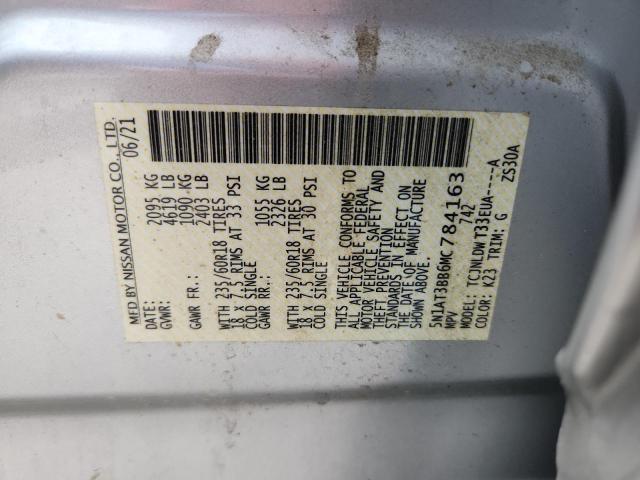 MFD BY NISSAN MOTOR CO., LTD.
DATE: 06/21
GVWR: 2095 KG
4619 LB
GAWR FR: 1090 KG
2403 LB
WITH 235/60R18 TIRES
18 X 7.5J RIMS AT 33 PSI
COLD SINGLE
GAWR RR: 1055 KG
2326 LB
WITH 235/60R18 TIRES
18 X 7.5J RIMS AT 30 PSI
COLD SINGLE
THIS VEHICLE CONFORMS TO
ALL APPLICABLE FEDERAL
MOTOR VEHICLE SAFETY AND
THEFT PREVENTION
STANDARDS IN EFFECT ON
THE DATE OF MANUFACTURE
SHOWN ABOVE.
5N1AT3BB6MC784163
MPV 742
MODEL: TCJNLDW T33EUA-----A
COLOR: K23 TRIM: G ZS30A